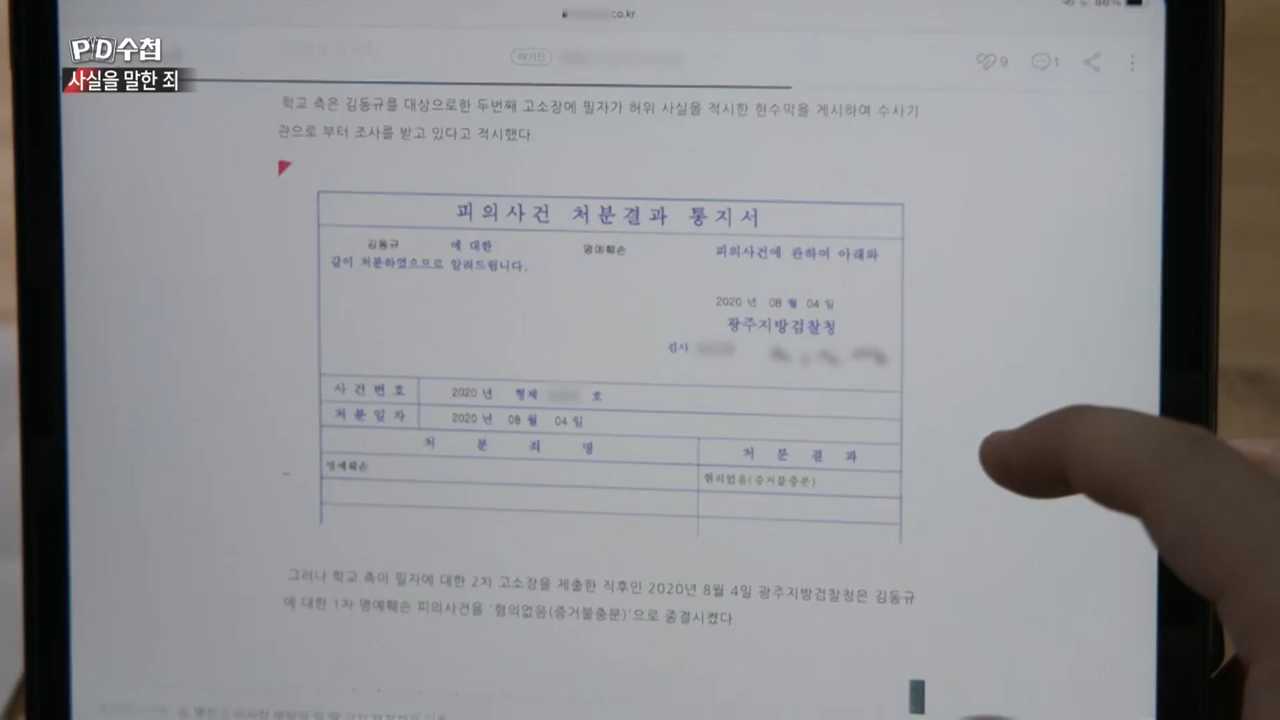 co.kr
86%
PD수첩
사실을 말한 죄
매거진
9
1
학교 측은 김동규를 대상으로한 두번째 고소장에 필자가 허위 사실을 적시한 현수막을 게시하여 수사기
관으로 부터 조사를 받고 있다고 적시했다.
피의사건 처분결과 통지서
김동규 에 대한 명예훼손 피의사건에 관하여 아래와
같이 처분하였으므로 알려드립니다.
2020 년 08 월 04 일
광주지방검찰청
검사
사 건 번 호 2020 년 형제 호
처 분 일 자 2020 년 08 월 04 일
처 분 죄 명 처 분 결 과
명예훼손 혐의없음(증거불충분)
그러나 학교 측이 필자에 대한 2차 고소장을 제출한 직후인 2020년 8월 4일 광주지방검찰청은 김동규
에 대한 1차 명예훼손 피의사건을 '혐의없음(증거불충분)'으로 종결시켰다